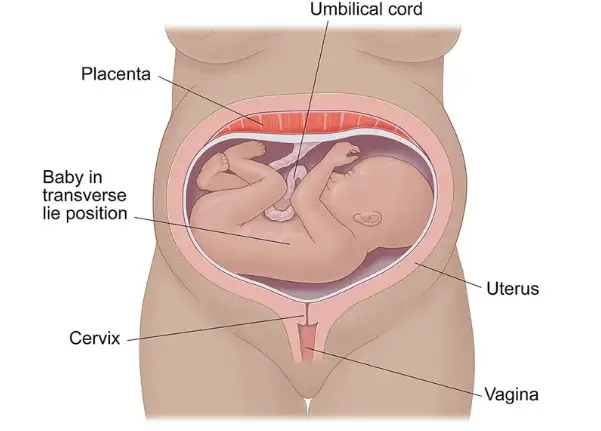 Umbilical cord
Placenta
Baby in
transverse
lie position
Uterus
Cervix
Vagina